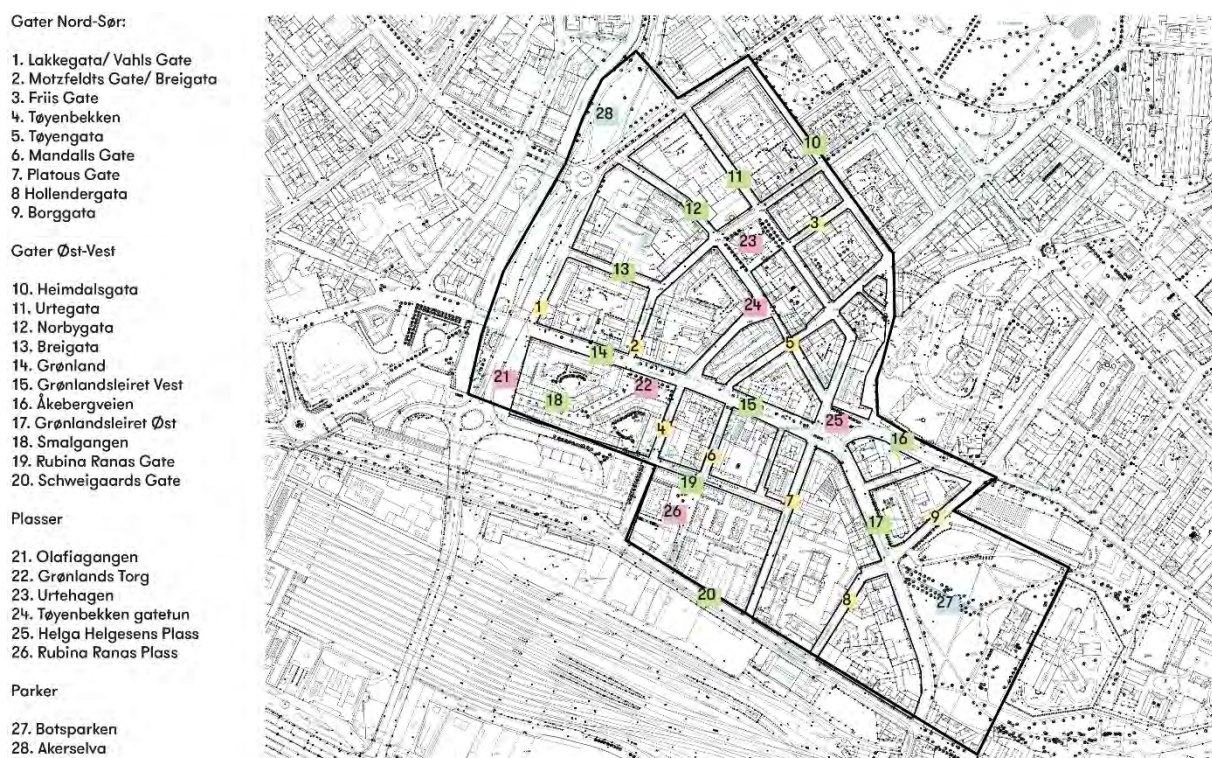 Gater Nord-Sør:
1. Lakkegata/ Vahls Gate
2. Motzfeldts Gate/ Breigata
3. Friis Gate
4. Tøyenbekken
5. Tøyengata
6. Mandalls Gate
7. Platous Gate
8 Hollendergata
9. Borggata
Gater Øst-Vest
10. Heimdalsgata
11. Urtegata
12. Norbygata
13. Breigata
14. Grønland
15. Grønlandsleiret Vest
16. Åkebergveien
17. Grønlandsleiret Øst
18. Smalgangen
19. Rubina Ranas Gate
20. Schweigaards Gate
Plasser
21. Olafiagangen
22. Grønlands Torg
23. Urtehagen
24. Tøyenbekken gatetun
25. Helga Helgesens Plass
26. Rubina Ranas Plass
Parker
27. Botsparken
28. Akerselva
28
10
11
12
3
23
13
24
1
2
5
14
21
22
18
15
25
4
16
6
19
7
26
17
9
20
8
27